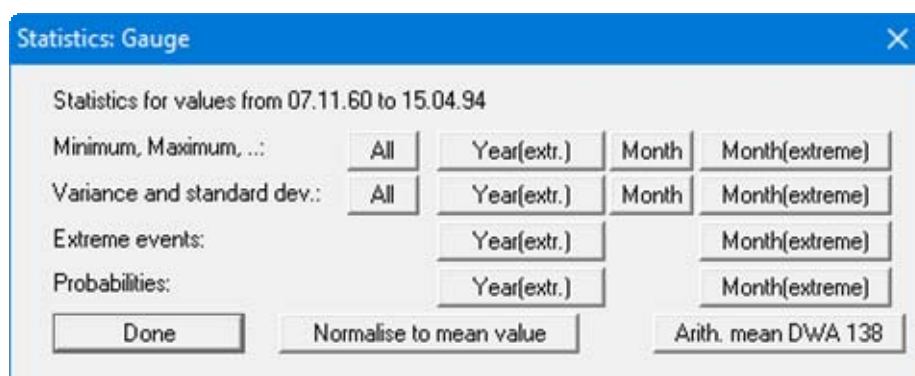 Statistics: Gauge
Statistics for values from 07.11.60 to 15.04.94
Minimum, Maximum, ..: All Year(extr.) Month Month(extreme)
Variance and standard dev.: All Year(extr.) Month Month(extreme)
Extreme events: Year(extr.) Month(extreme)
Probabilities: Year(extr.) Month(extreme)
Done Normalise to mean value Arith. mean DWA 138